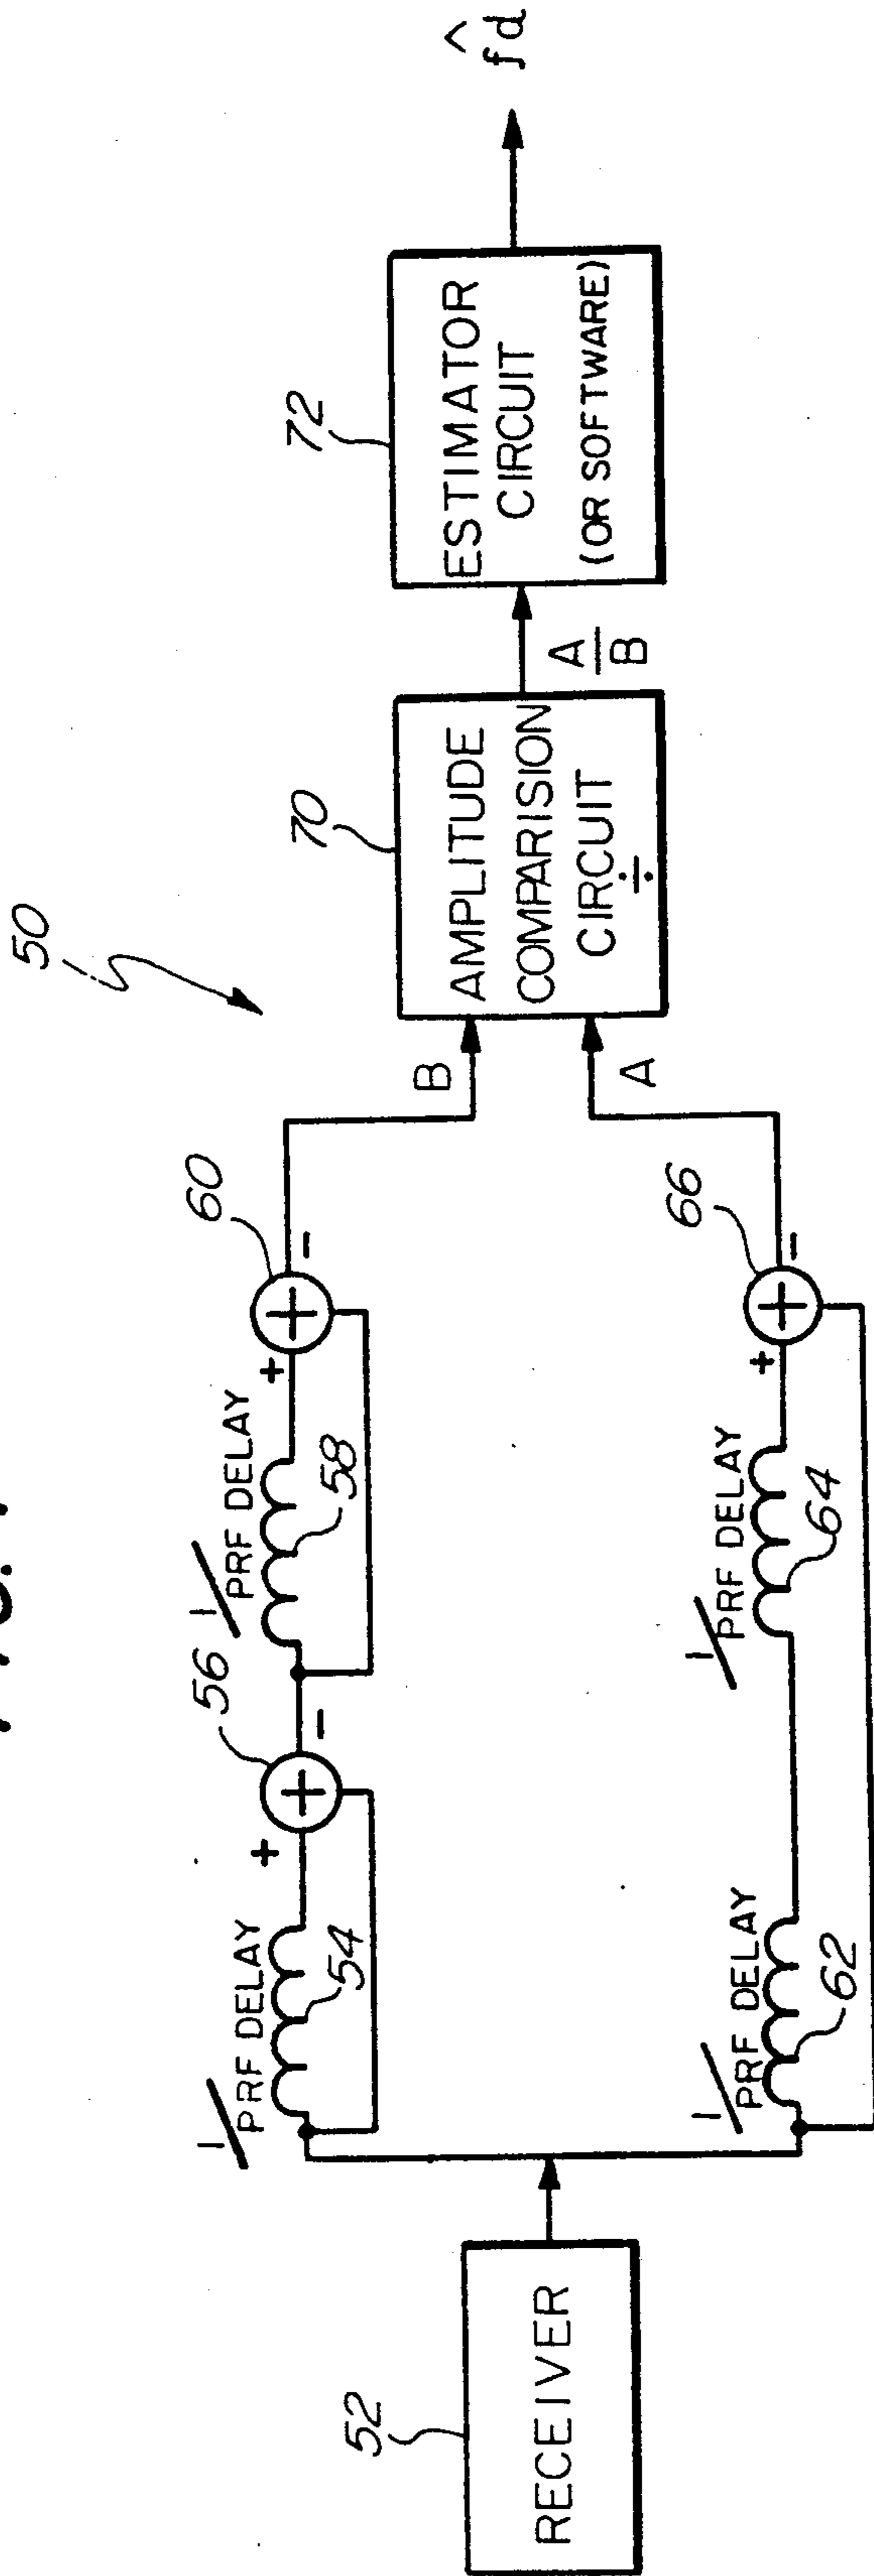 50
52
RECEIVER
1/PRF DELAY
54
+
56
-
1/PRF DELAY
58
+
60
-
B
1/PRF DELAY
62
1/PRF DELAY
64
+
66
-
A
70
AMPLITUDE
COMPARISION
CIRCUIT
÷
A/B
72
ESTIMATOR
CIRCUIT
(OR SOFTWARE)
f̂d